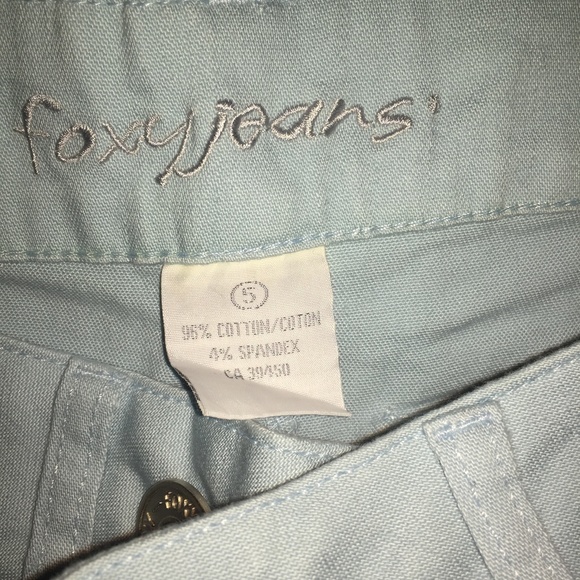 foxyjeans'
5
96% COTTON/COTON
4% SPANDEX
CA 39450